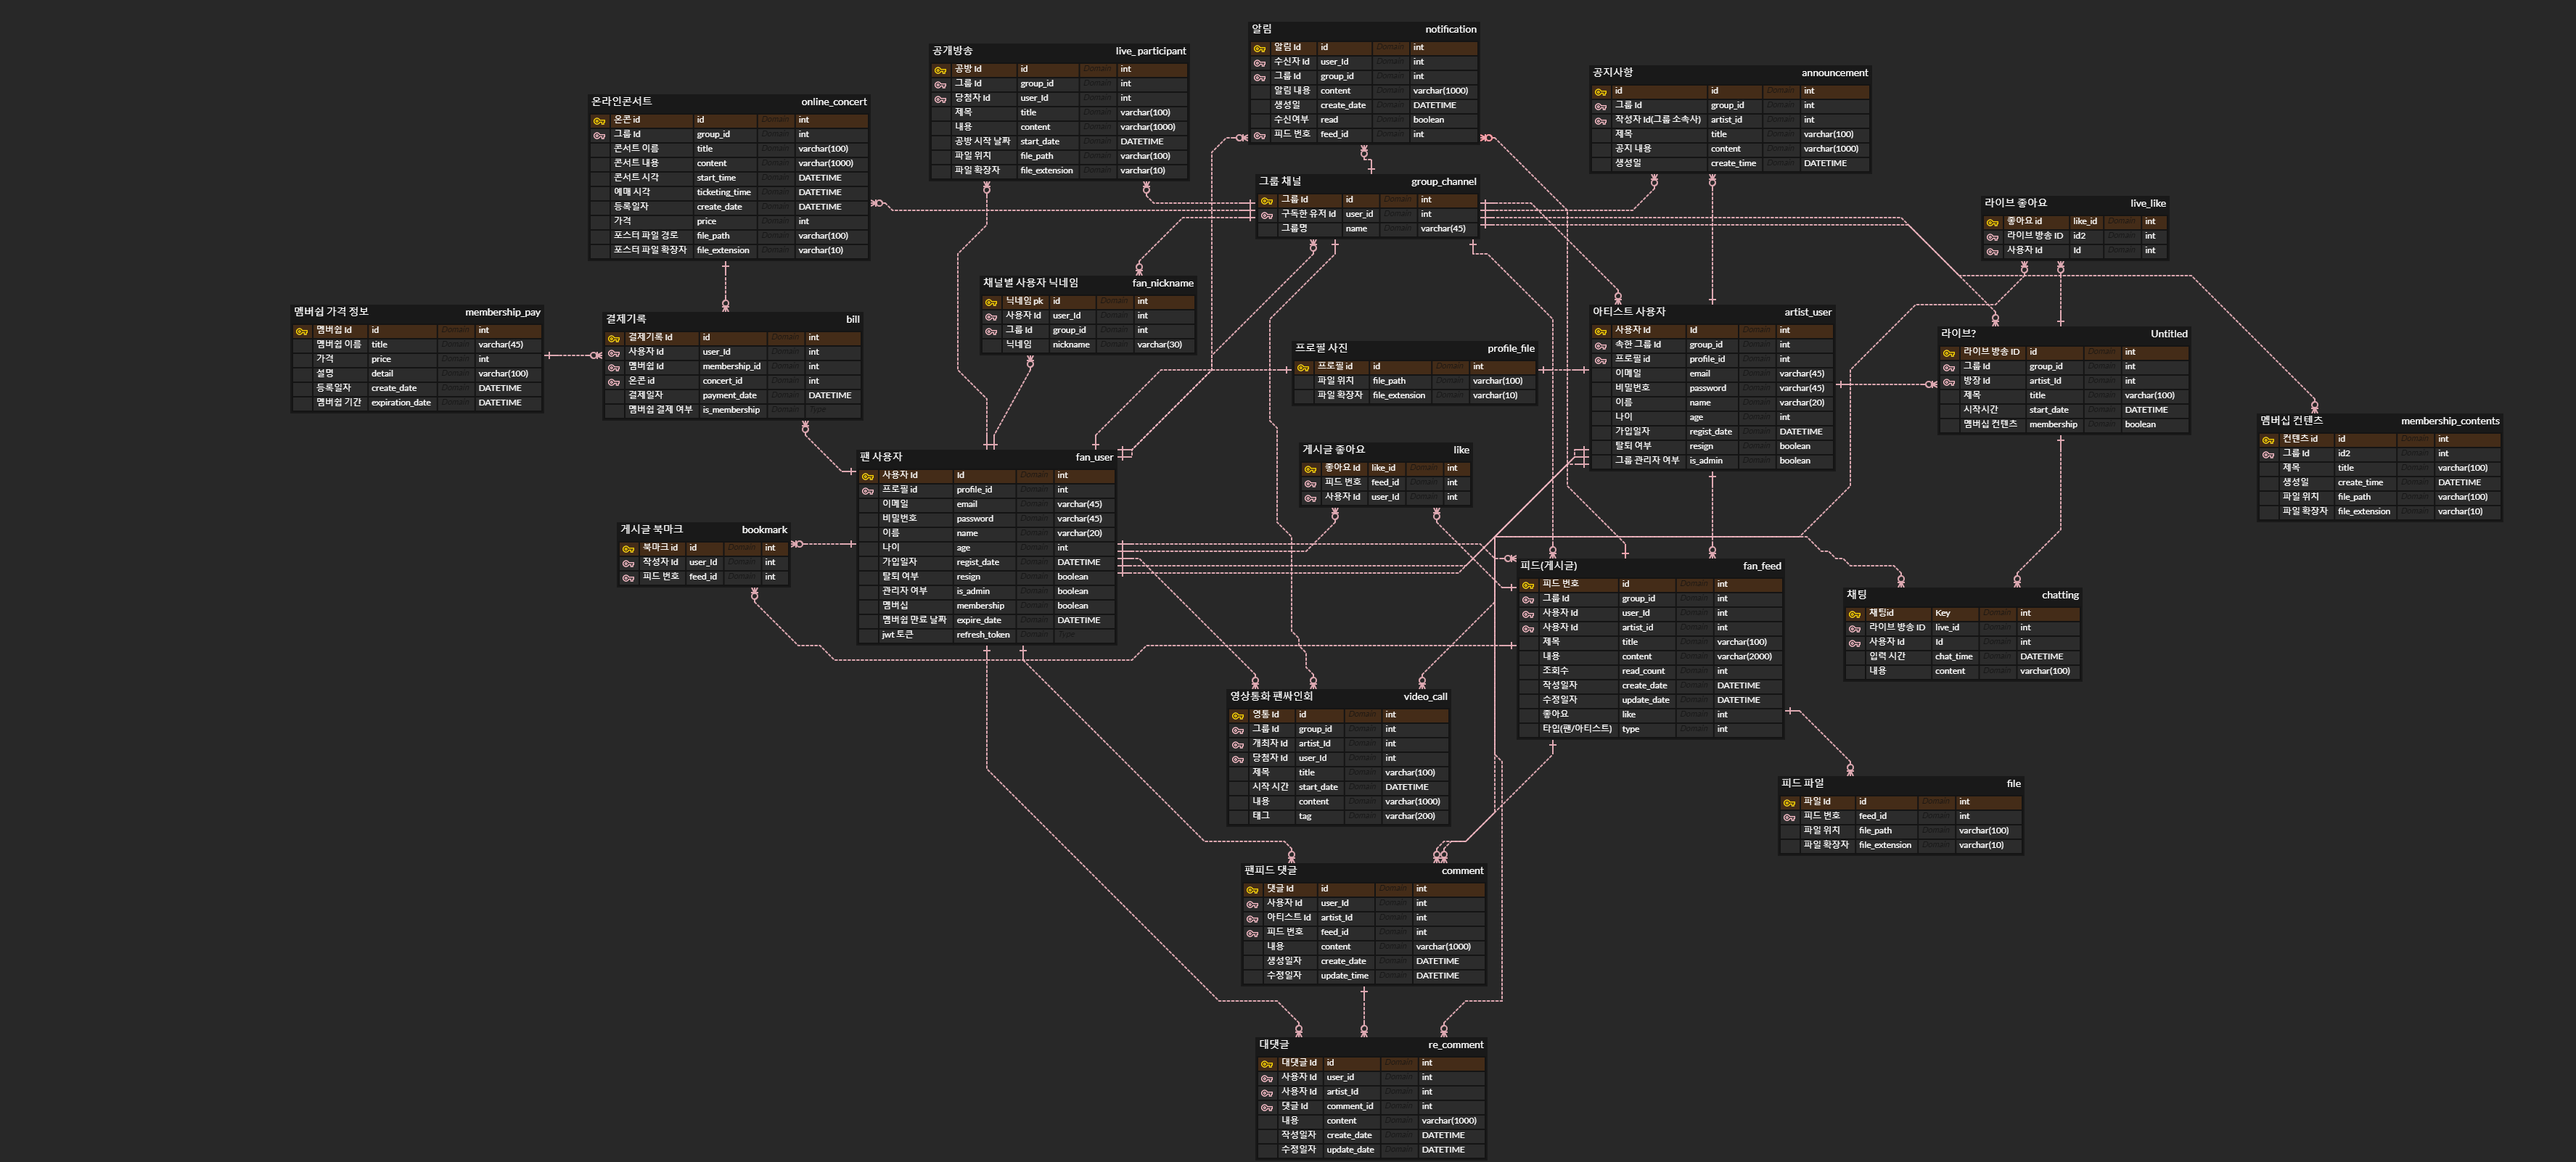 알림 notification
알림 Id id Domain int
수신자 Id user_Id Domain int
그룹 Id group_id Domain int
알림 내용 content Domain varchar(1000)
생성일 create_date Domain DATETIME
수신여부 read Domain boolean
피드 번호 feed_id Domain int
공개방송 live_participant
공방 Id id Domain int
그룹 Id group_id Domain int
당첨자 Id user_Id Domain int
제목 title Domain varchar(100)
내용 content Domain varchar(1000)
공방 시작 날짜 start_date Domain DATETIME
파일 위치 file_path Domain varchar(100)
파일 확장자 file_extension Domain varchar(10)
공지사항 announcement
id id Domain int
그룹 Id group_id Domain int
작성자 Id(그룹 소속사) artist_id Domain int
제목 title Domain varchar(100)
공지 내용 content Domain varchar(1000)
생성일 create_time Domain DATETIME
온라인콘서트 online_concert
온콘 id id Domain int
그룹 Id group_id Domain int
콘서트 이름 title Domain varchar(100)
콘서트 내용 content Domain varchar(1000)
콘서트 시각 start_time Domain DATETIME
예매 시각 ticketing_time Domain DATETIME
등록일자 create_date Domain DATETIME
가격 price Domain int
포스터 파일 경로 file_path Domain varchar(100)
포스터 파일 확장자 file_extension Domain varchar(10)
그룹 채널 group_channel
그룹 Id id Domain int
구독한 유저 Id user_id Domain int
그룹명 name Domain varchar(45)
라이브 좋아요 live_like
좋아요 id like_id Domain int
라이브 방송 ID id2 Domain int
사용자 Id Id Domain int
채널별 사용자 닉네임 fan_nickname
닉네임 pk id Domain int
사용자 Id user_Id Domain int
그룹 Id group_id Domain int
닉네임 nickname Domain varchar(30)
멤버쉽 가격 정보 membership_pay
멤버쉽 Id id Domain int
멤버쉽 이름 title Domain varchar(45)
가격 price Domain int
설명 detail Domain varchar(100)
등록일자 create_date Domain DATETIME
멤버쉽 기간 expiration_date Domain DATETIME
결제기록 bill
결제기록 Id id Domain int
사용자 Id user_Id Domain int
멤버쉽 Id membership_id Domain int
온콘 id concert_id Domain int
결제일자 payment_date Domain DATETIME
멤버쉽 결제 여부 is_membership Domain Type
아티스트 사용자 artist_user
사용자 Id Id Domain int
속한 그룹 Id group_id Domain int
프로필 id profile_id Domain int
이메일 email Domain varchar(45)
비밀번호 password Domain varchar(45)
이름 name Domain varchar(20)
나이 age Domain int
가입일자 regist_date Domain DATETIME
탈퇴 여부 resign Domain boolean
그룹 관리자 여부 is_admin Domain boolean
라이브? Untitled
라이브 방송 ID id Domain int
그룹 Id group_id Domain int
방장 Id artist_Id Domain int
제목 title Domain varchar(100)
시작시간 start_date Domain DATETIME
멤버십 컨텐츠 membership Domain boolean
프로필 사진 profile_file
프로필 id id Domain int
파일 위치 file_path Domain varchar(100)
파일 확장자 file_extension Domain varchar(10)
멤버십 컨텐츠 membership_contents
컨텐츠 id id Domain int
그룹 Id id2 Domain int
제목 title Domain varchar(100)
생성일 create_time Domain DATETIME
파일 위치 file_path Domain varchar(100)
파일 확장자 file_extension Domain varchar(10)
게시글 좋아요 like
좋아요 Id like_id Domain int
피드 번호 feed_id Domain int
사용자 Id user_Id Domain int
팬 사용자 fan_user
사용자 Id Id Domain int
프로필 id profile_id Domain int
이메일 email Domain varchar(45)
비밀번호 password Domain varchar(45)
이름 name Domain varchar(20)
나이 age Domain int
가입일자 regist_date Domain DATETIME
탈퇴 여부 resign Domain boolean
관리자 여부 is_admin Domain boolean
멤버십 membership Domain boolean
멤버쉽 만료 날짜 expire_date Domain DATETIME
jwt 토큰 refresh_token Domain Type
게시글 북마크 bookmark
북마크 id id Domain int
작성자 Id user_Id Domain int
피드 번호 feed_id Domain int
피드(게시글) fan_feed
피드 번호 id Domain int
그룹 Id group_id Domain int
사용자 Id user_Id Domain int
사용자 Id artist_id Domain int
제목 title Domain varchar(100)
내용 content Domain varchar(2000)
조회수 read_count Domain int
작성일자 create_date Domain DATETIME
수정일자 update_date Domain DATETIME
좋아요 like Domain int
타입(팬/아티스트) type Domain int
채팅 chatting
채팅id Key Domain int
라이브 방송 ID live_id Domain int
사용자 Id Id Domain int
입력 시간 chat_time Domain DATETIME
내용 content Domain varchar(100)
영상통화 팬싸인회 video_call
영통 Id id Domain int
그룹 Id group_id Domain int
개최자 Id artist_Id Domain int
당첨자 Id user_Id Domain int
제목 title Domain varchar(100)
시작 시간 start_date Domain DATETIME
내용 content Domain varchar(1000)
태그 tag Domain varchar(200)
피드 파일 file
파일 Id id Domain int
피드 번호 feed_id Domain int
파일 위치 file_path Domain varchar(100)
파일 확장자 file_extension Domain varchar(10)
팬피드 댓글 comment
댓글 Id id Domain int
사용자 Id user_Id Domain int
아티스트 Id artist_Id Domain int
피드 번호 feed_id Domain int
내용 content Domain varchar(1000)
생성일자 create_date Domain DATETIME
수정일자 update_time Domain DATETIME
대댓글 re_comment
대댓글 Id id Domain int
사용자 Id user_id Domain int
사용자 Id artist_Id Domain int
댓글 Id comment_id Domain int
내용 content Domain varchar(1000)
작성일자 create_date Domain DATETIME
수정일자 update_date Domain DATETIME